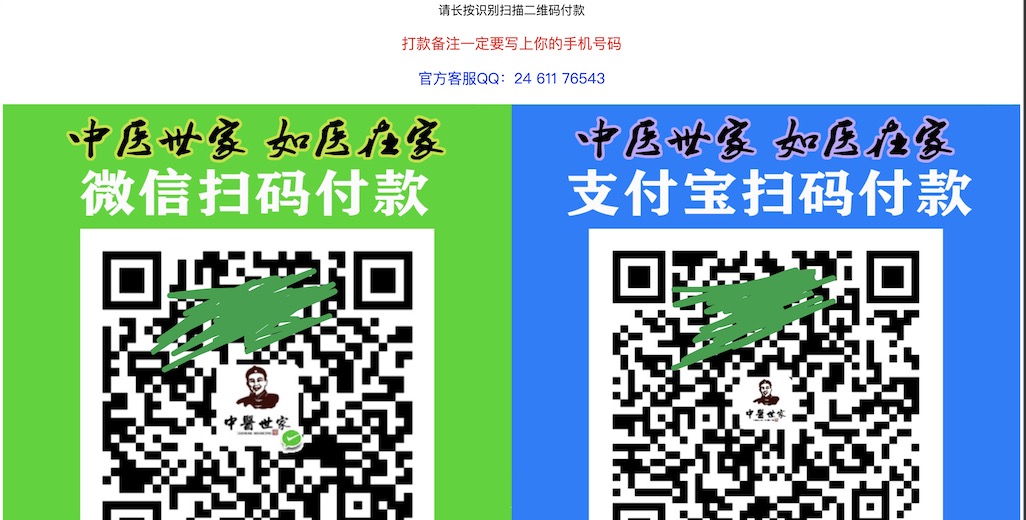 请长按识别扫描二维码付款
打款备注一定要写上你的手机号码
官方客服QQ：24 611 76543
中医世家 如医在家
微信扫码付款
中醫世家
中医世家 如医在家
支付宝扫码付款
中醫世家